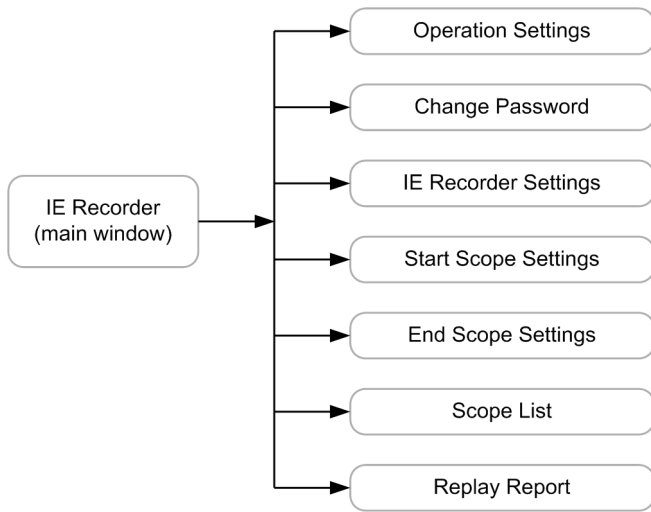 Operation Settings
Change Password
IE Recorder
(main window)
IE Recorder Settings
Start Scope Settings
End Scope Settings
Scope List
Replay Report